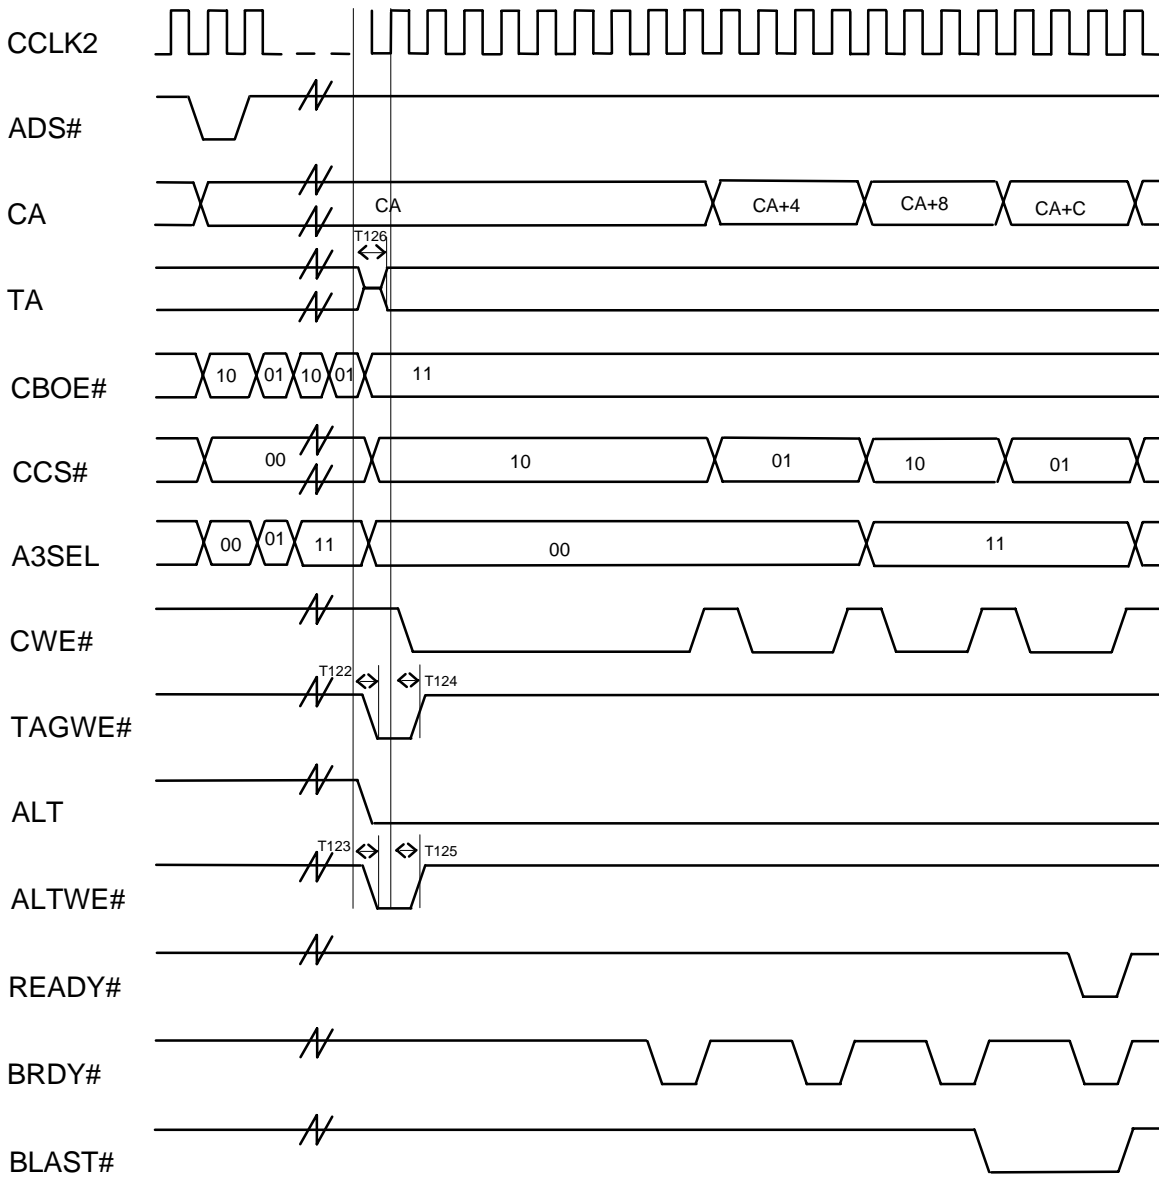 CCLK2
ADS#
CA CA CA+4 CA+8 CA+C
T126
TA
CBOE# 10 01 10 01 11
CCS# 00 10 01 10 01
A3SEL 00 01 11 00 11
CWE#
T122 T124
TAGWE#
ALT
T123 T125
ALTWE#
READY#
BRDY#
BLAST#